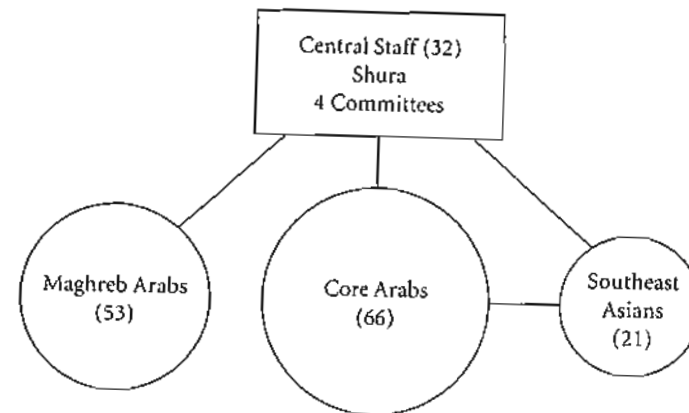 Central Staff (32)
Shura
4 Committees
Maghreb Arabs
(53)
Core Arabs
(66)
Southeast
Asians
(21)